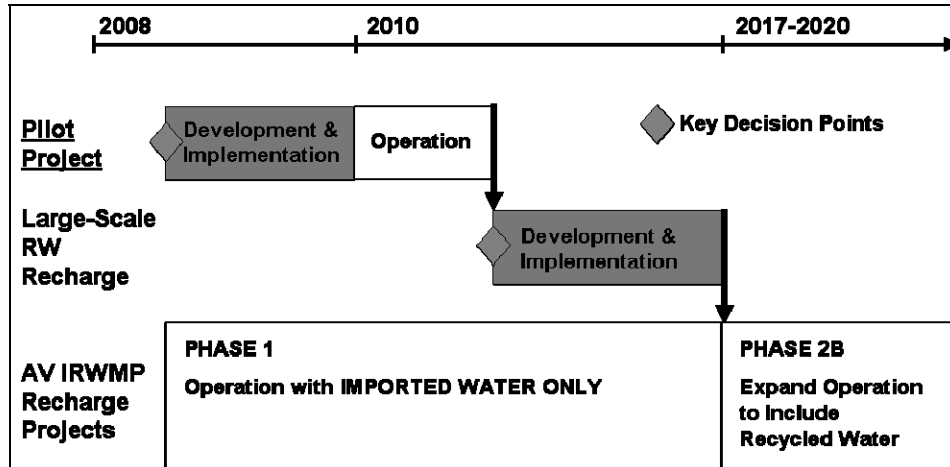 2008
2010
2017-2020
Pilot
Project
Development &
Implementation
Operation
Key Decision Points
Large-Scale
RW
Recharge
Development &
Implementation
AV IRWMP
Recharge
Projects
PHASE 1
Operation with IMPORTED WATER ONLY
PHASE 2B
Expand Operation
to Include
Recycled Water